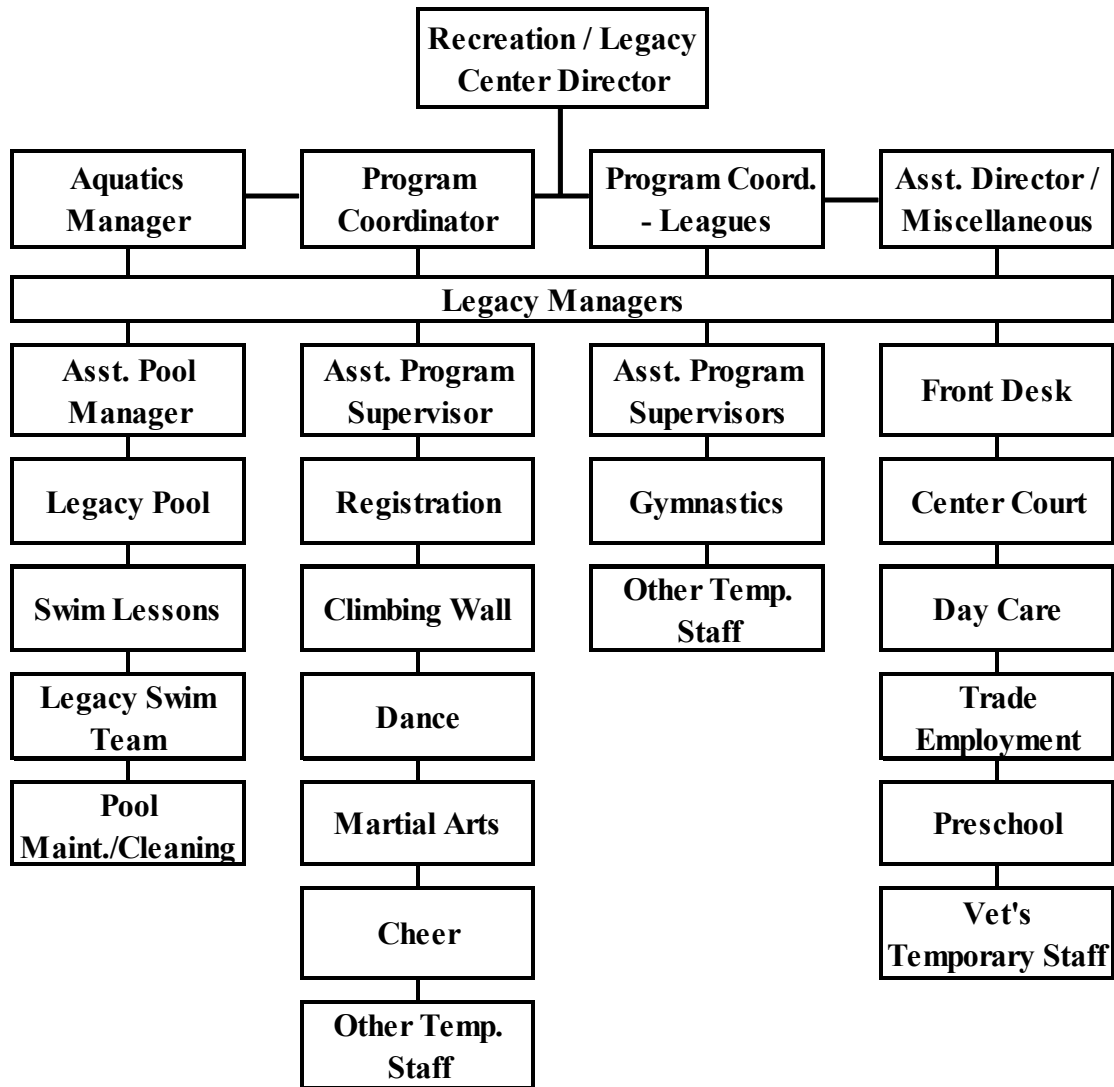 Recreation / Legacy
Center Director
Aquatics
Manager
Program
Coordinator
Program Coord.
- Leagues
Asst. Director /
Miscellaneous
Legacy Managers
Asst. Pool
Manager
Asst. Program
Supervisor
Asst. Program
Supervisors
Front Desk
Legacy Pool
Registration
Gymnastics
Center Court
Swim Lessons
Climbing Wall
Other Temp.
Staff
Day Care
Legacy Swim
Team
Dance
Trade
Employment
Pool
Maint./Cleaning
Martial Arts
Preschool
Cheer
Vet's
Temporary Staff
Other Temp.
Staff